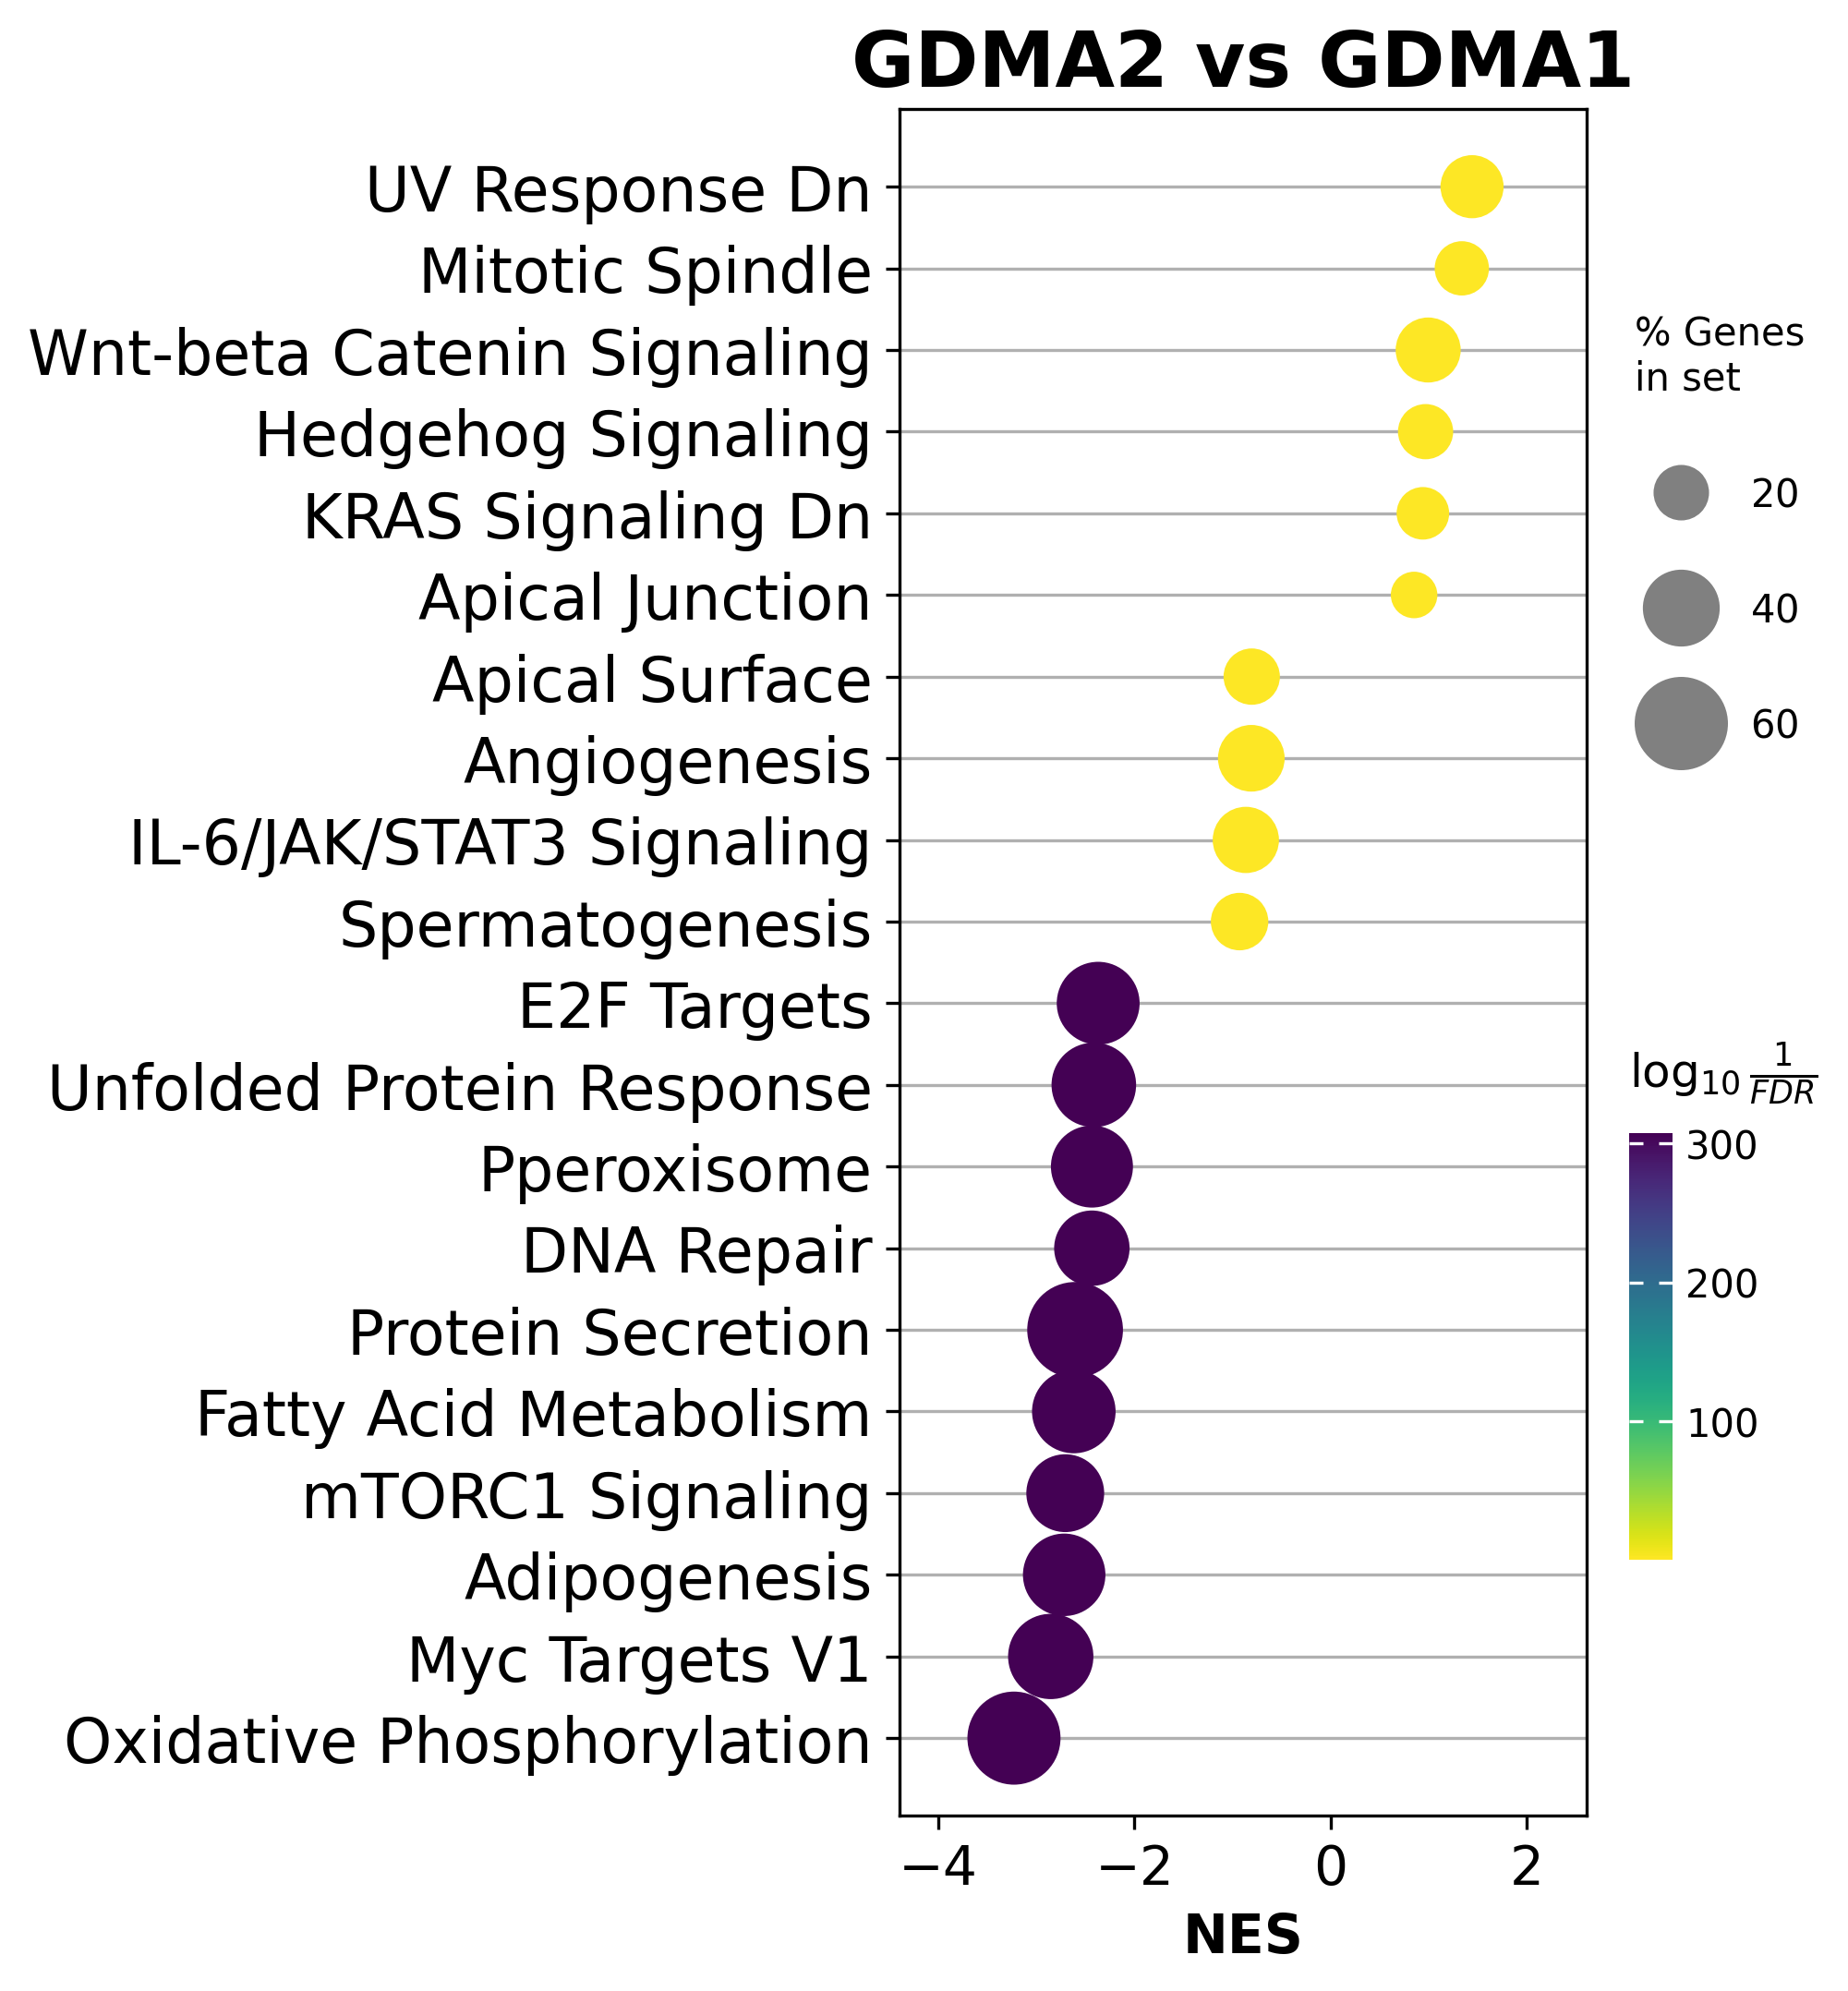 GDMA2 vs GDMA1
UV Response Dn
Mitotic Spindle
Wnt-beta Catenin Signaling
Hedgehog Signaling
KRAS Signaling Dn
Apical Junction
Apical Surface
Angiogenesis
IL-6/JAK/STAT3 Signaling
Spermatogenesis
E2F Targets
Unfolded Protein Response
Pperoxisome
DNA Repair
Protein Secretion
Fatty Acid Metabolism
mTORC1 Signaling
Adipogenesis
Myc Targets V1
Oxidative Phosphorylation
−4 −2 0 2
NES
% Genes
in set
20
40
60
log₁₀ 1/FDR
300
200
100